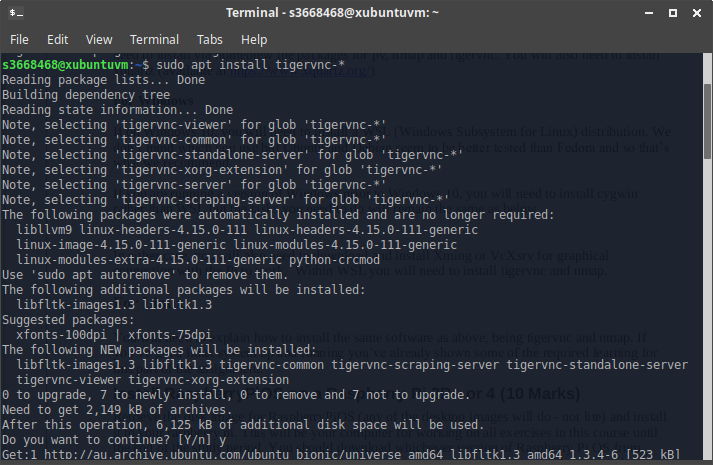 Terminal - s3668468@xubuntuvm: ~
File Edit View Terminal Tabs Help
s3668468@xubuntuvm:~$ sudo apt install tigervnc-*
Reading package lists... Done
Building dependency tree
Reading state information... Done
Note, selecting 'tigervnc-viewer' for glob 'tigervnc-*'
Note, selecting 'tigervnc-common' for glob 'tigervnc-*'
Note, selecting 'tigervnc-standalone-server' for glob 'tigervnc-*'
Note, selecting 'tigervnc-xorg-extension' for glob 'tigervnc-*'
Note, selecting 'tigervnc-server' for glob 'tigervnc-*'
Note, selecting 'tigervnc-scraping-server' for glob 'tigervnc-*'
The following packages were automatically installed and are no longer required:
libllvm9 linux-headers-4.15.0-111 linux-headers-4.15.0-111-generic
linux-image-4.15.0-111-generic linux-modules-4.15.0-111-generic
linux-modules-extra-4.15.0-111-generic python-crcmod
Use 'sudo apt autoremove' to remove them.
The following additional packages will be installed:
libfltk-images1.3 libfltk1.3
Suggested packages:
xfonts-100dpi | xfonts-75dpi
The following NEW packages will be installed:
libfltk-images1.3 libfltk1.3 tigervnc-common tigervnc-scraping-server tigervnc-standalone-server
tigervnc-viewer tigervnc-xorg-extension
0 to upgrade, 7 to newly install, 0 to remove and 7 not to upgrade.
Need to get 2,149 kB of archives.
After this operation, 6,125 kB of additional disk space will be used.
Do you want to continue? [Y/n] y
Get:1 http://au.archive.ubuntu.com/ubuntu bionic/universe amd64 libfltk1.3 amd64 1.3.4-6 [523 kB]